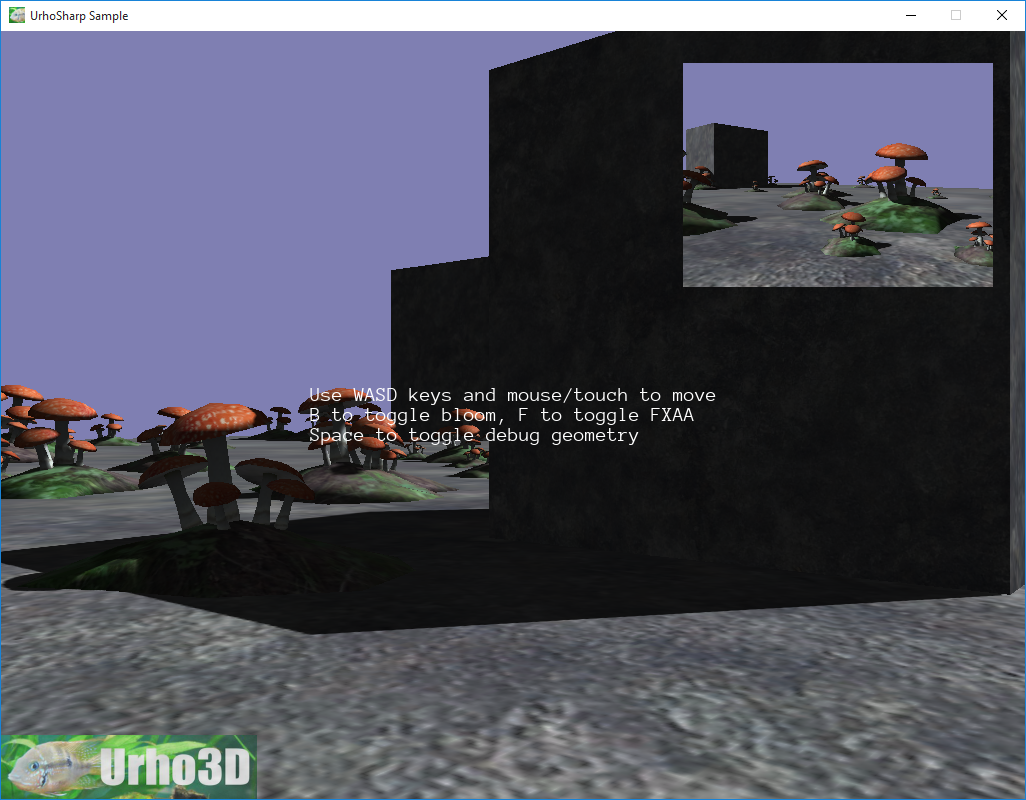 UrhoSharp Sample
Use WASD keys and mouse/touch to move
B to toggle bloom, F to toggle FXAA
Space to toggle debug geometry
Urho3D